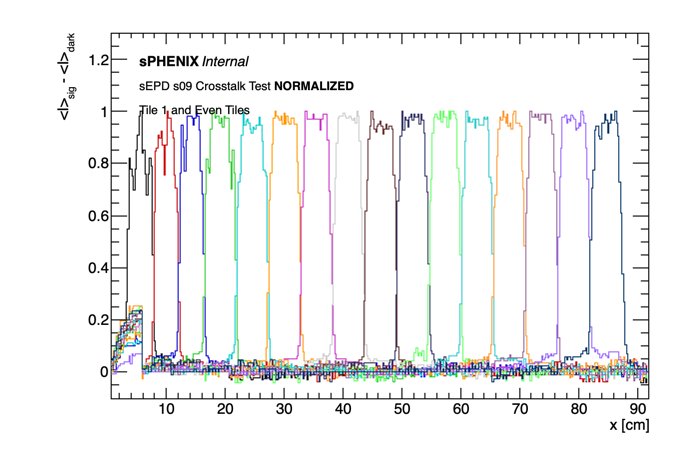 <I>sig - <I>dark
sPHENIX Internal
sEPD s09 Crosstalk Test NORMALIZED
Tile 1 and Even Tiles
1.2
1
0.8
0.6
0.4
0.2
0
10 20 30 40 50 60 70 80 90
x [cm]